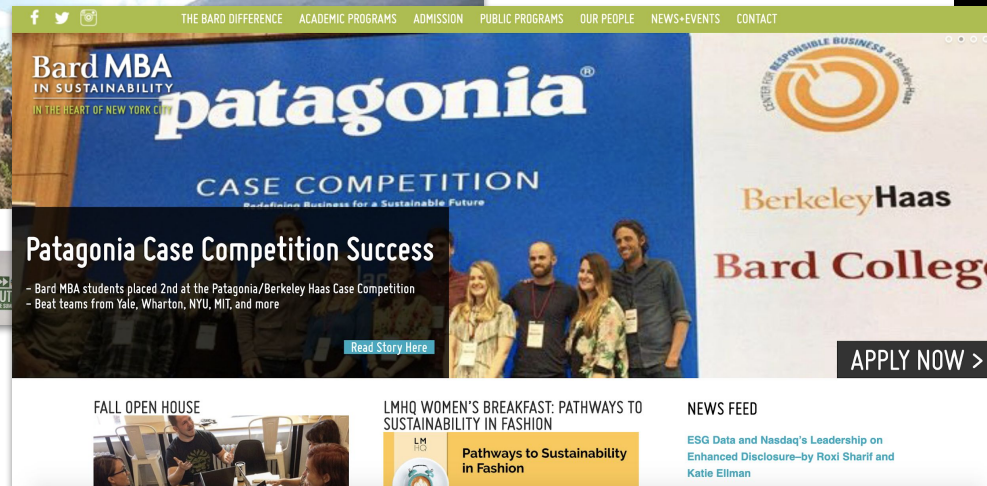 THE BARD DIFFERENCE ACADEMIC PROGRAMS ADMISSION PUBLIC PROGRAMS OUR PEOPLE NEWS+EVENTS CONTACT
Bard MBA
IN SUSTAINABILITY
IN THE HEART OF NEW YORK CITY
patagonia®
CASE COMPETITION
Redefining Business for a Sustainable Future
CENTER FOR RESPONSIBLE BUSINESS at Berkeley-Haas
BerkeleyHaas
Bard College
Patagonia Case Competition Success
– Bard MBA students placed 2nd at the Patagonia/Berkeley Haas Case Competition
– Beat teams from Yale, Wharton, NYU, MIT, and more
Read Story Here
APPLY NOW >
FALL OPEN HOUSE
LMHQ WOMEN'S BREAKFAST: PATHWAYS TO
SUSTAINABILITY IN FASHION
LM
HQ
Pathways to Sustainability
in Fashion
NEWS FEED
ESG Data and Nasdaq's Leadership on
Enhanced Disclosure–by Roxi Sharif and
Katie Ellman